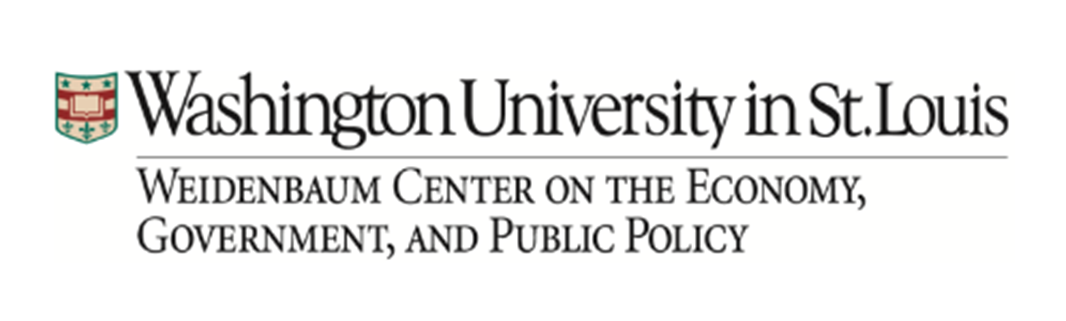 Washington University in St. Louis
WEIDENBAUM CENTER ON THE ECONOMY,
GOVERNMENT, AND PUBLIC POLICY